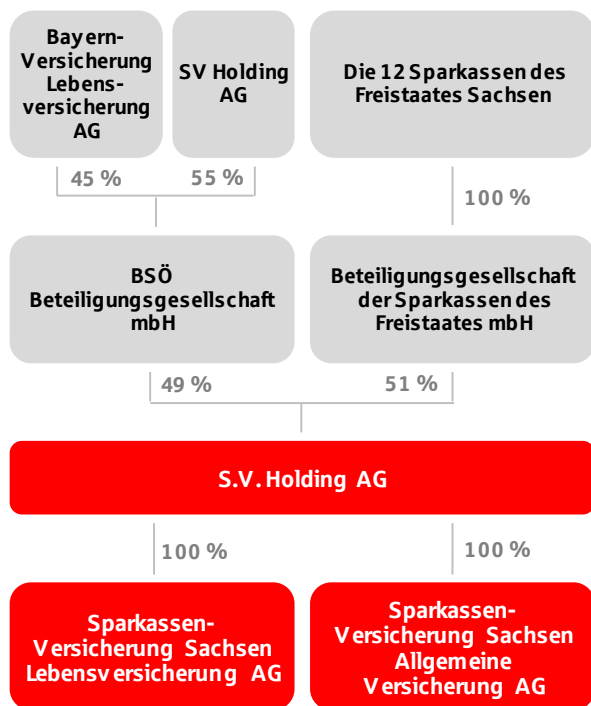 Bayern-
Versicherung
Lebens-
versicherung
AG
SV Holding
AG
Die 12 Sparkassen des
Freistaates Sachsen
45 %
55 %
100 %
BSÖ
Beteiligungsgesellschaft
mbH
Beteiligungsgesellschaft
der Sparkassen des
Freistaates mbH
49 %
51 %
S.V. Holding AG
100 %
100 %
Sparkassen-
Versicherung Sachsen
Lebensversicherung AG
Sparkassen-
Versicherung Sachsen
Allgemeine
Versicherung AG